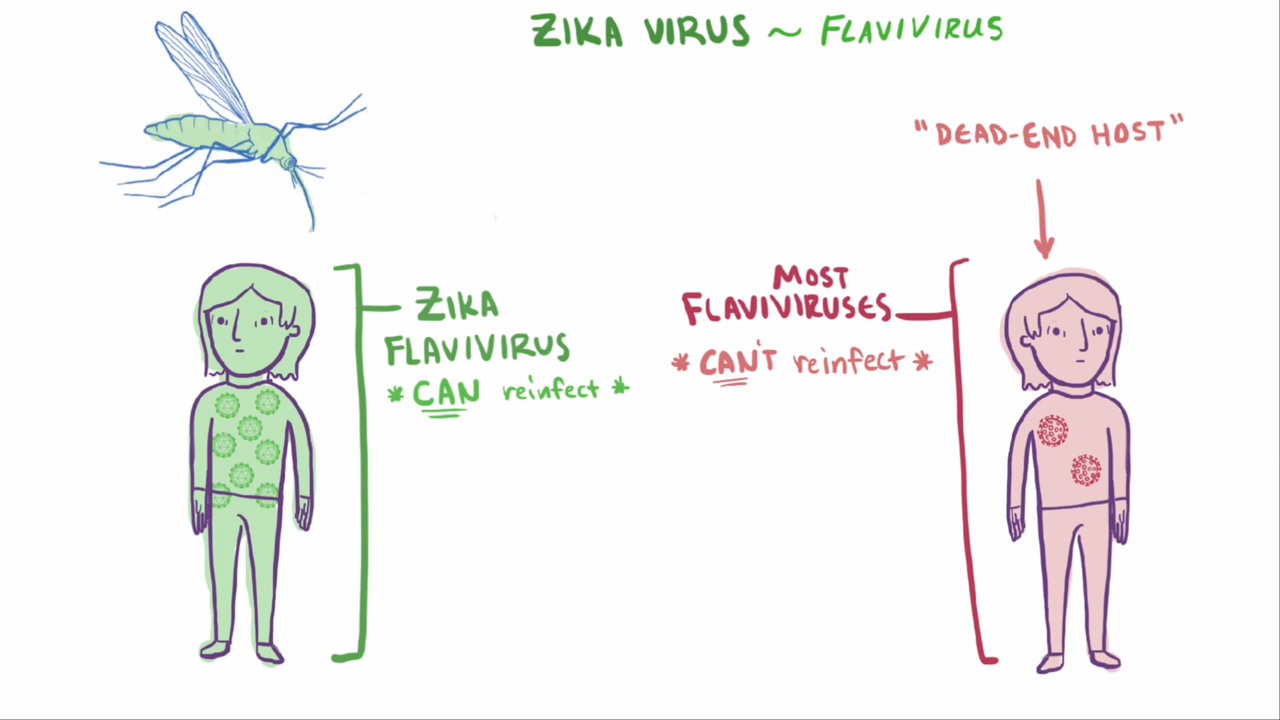 ZIKA VIRUS ~ FLAVIVIRUS
"DEAD-END HOST"
ZIKA
FLAVIVIRUS
* CAN reinfect *
MOST
FLAVIVIRUSES
* CAN'T reinfect *